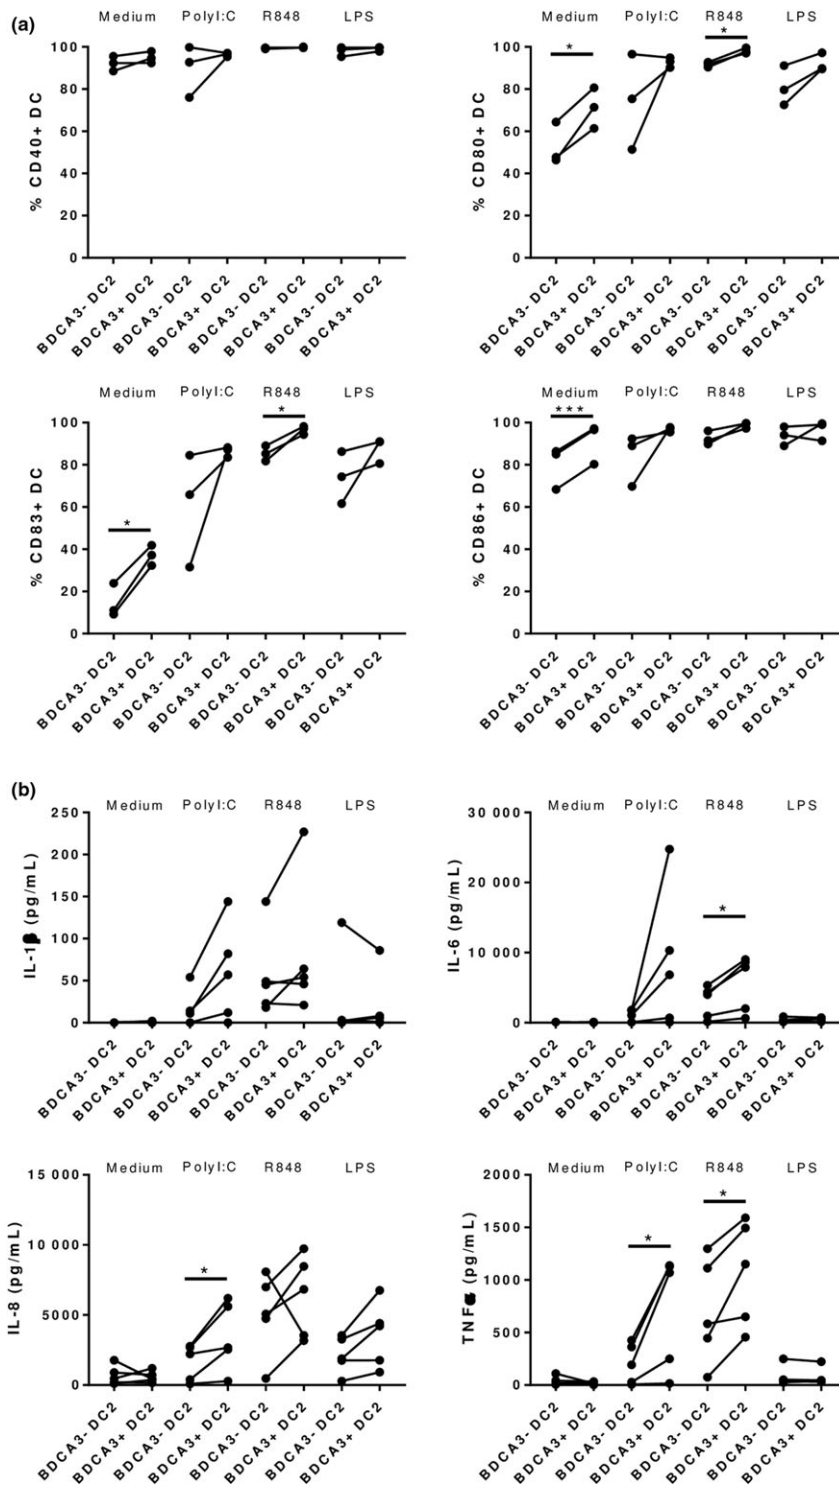 (a)
Medium PolyI:C R848 LPS
% CD40+ DC
100
80
60
40
20
0
BDCA3- DC2
BDCA3+ DC2
BDCA3- DC2
BDCA3+ DC2
BDCA3- DC2
BDCA3+ DC2
BDCA3- DC2
BDCA3+ DC2
Medium PolyI:C R848 LPS
% CD80+ DC
100
80
60
40
20
0
*
*
BDCA3- DC2
BDCA3+ DC2
BDCA3- DC2
BDCA3+ DC2
BDCA3- DC2
BDCA3+ DC2
BDCA3- DC2
BDCA3+ DC2
Medium PolyI:C R848 LPS
% CD83+ DC
100
80
60
40
20
0
*
*
BDCA3- DC2
BDCA3+ DC2
BDCA3- DC2
BDCA3+ DC2
BDCA3- DC2
BDCA3+ DC2
BDCA3- DC2
BDCA3+ DC2
Medium PolyI:C R848 LPS
% CD86+ DC
100
80
60
40
20
0
***
BDCA3- DC2
BDCA3+ DC2
BDCA3- DC2
BDCA3+ DC2
BDCA3- DC2
BDCA3+ DC2
BDCA3- DC2
BDCA3+ DC2
(b)
Medium PolyI:C R848 LPS
IL-1β (pg/mL)
250
200
150
100
50
0
BDCA3- DC2
BDCA3+ DC2
BDCA3- DC2
BDCA3+ DC2
BDCA3- DC2
BDCA3+ DC2
BDCA3- DC2
BDCA3+ DC2
Medium PolyI:C R848 LPS
IL-6 (pg/mL)
30 000
20 000
10 000
0
*
BDCA3- DC2
BDCA3+ DC2
BDCA3- DC2
BDCA3+ DC2
BDCA3- DC2
BDCA3+ DC2
BDCA3- DC2
BDCA3+ DC2
Medium PolyI:C R848 LPS
IL-8 (pg/mL)
15 000
10 000
5000
0
*
BDCA3- DC2
BDCA3+ DC2
BDCA3- DC2
BDCA3+ DC2
BDCA3- DC2
BDCA3+ DC2
BDCA3- DC2
BDCA3+ DC2
Medium PolyI:C R848 LPS
TNFα (pg/mL)
2000
1500
1000
500
0
*
*
BDCA3- DC2
BDCA3+ DC2
BDCA3- DC2
BDCA3+ DC2
BDCA3- DC2
BDCA3+ DC2
BDCA3- DC2
BDCA3+ DC2